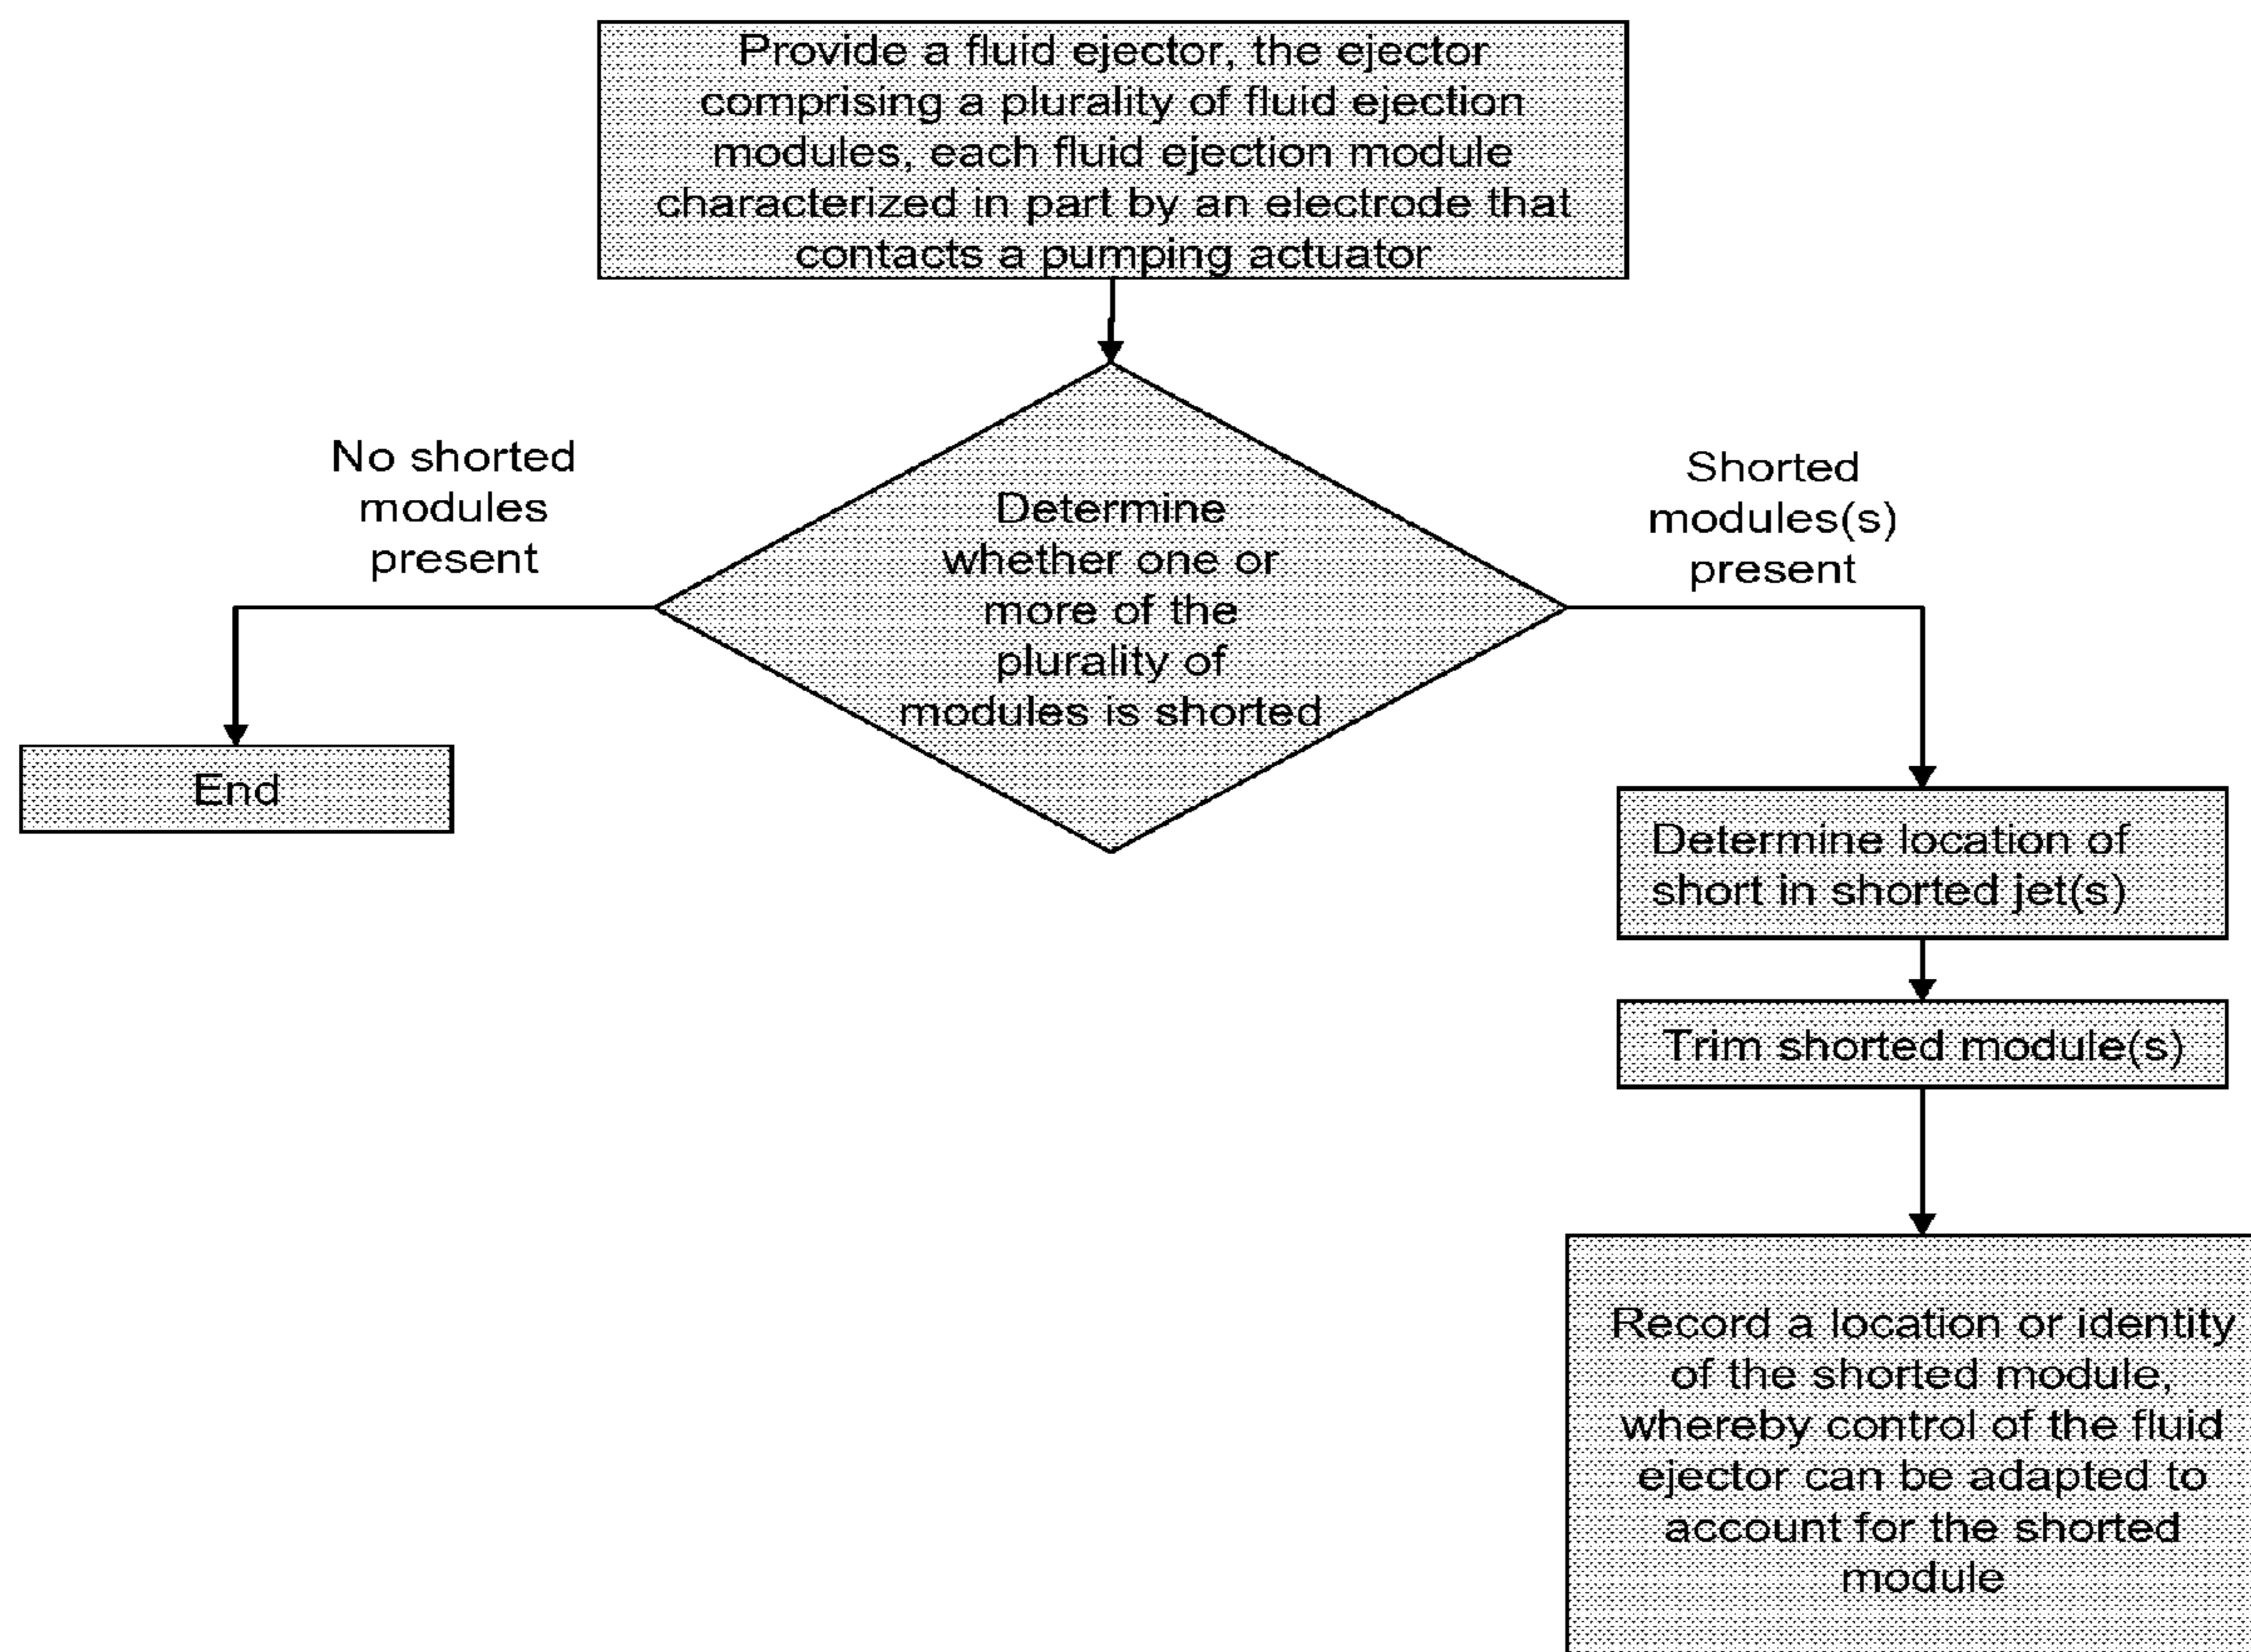 Provide a fluid ejector, the ejector
comprising a plurality of fluid ejection
modules, each fluid ejection module
characterized in part by an electrode that
contacts a pumping actuator
No shorted
modules
present
Determine
whether one or
more of the
plurality of
modules is shorted
Shorted
modules(s)
present
End
Determine location of
short in shorted jet(s)
Trim shorted module(s)
Record a location or identity
of the shorted module,
whereby control of the fluid
ejector can be adapted to
account for the shorted
module